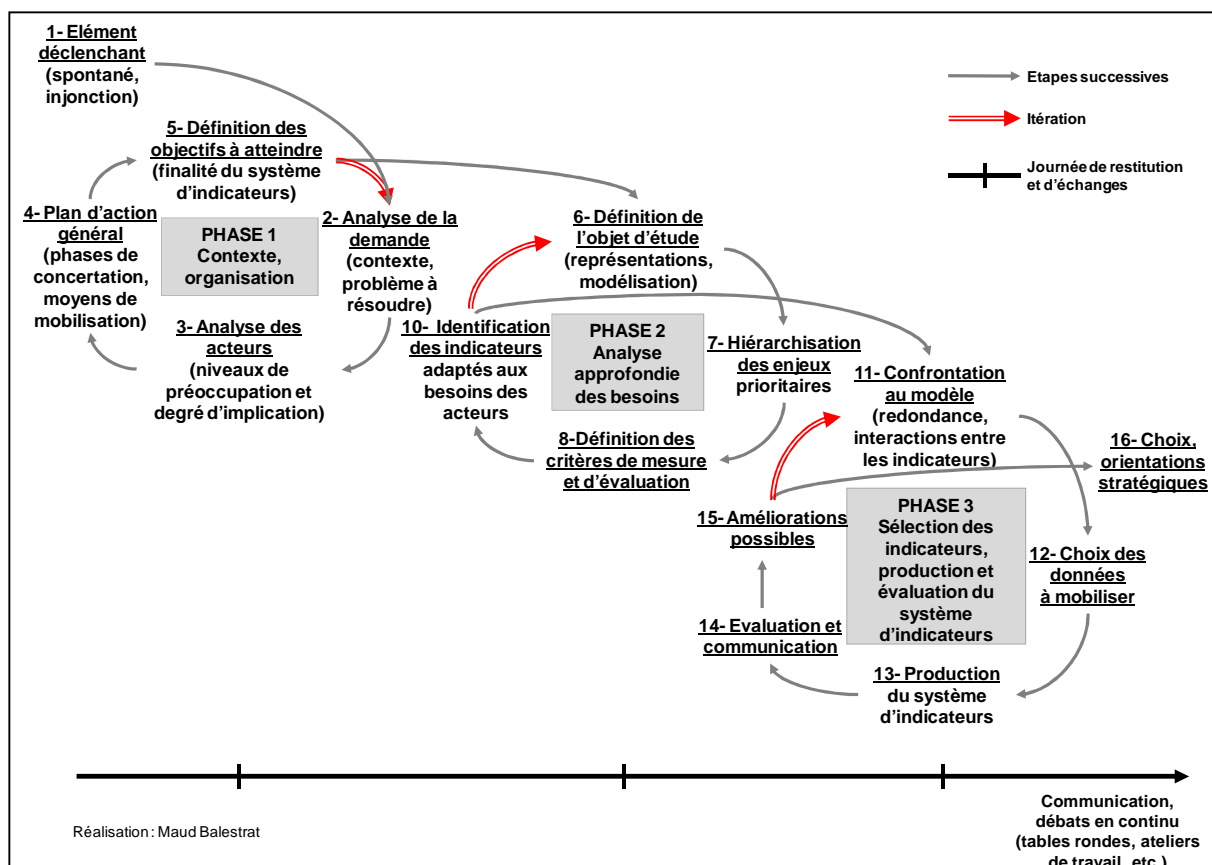 1- Elément
déclenchant
(spontané,
injonction)
Etapes successives
Itération
Journée de restitution
et d'échanges
5- Définition des
objectifs à atteindre
(finalité du système
d'indicateurs)
4- Plan d'action
général
(phases de
concertation,
moyens de
mobilisation)
PHASE 1
Contexte,
organisation
2- Analyse de la
demande
(contexte,
problème à
résoudre)
3- Analyse des
acteurs
(niveaux de
préoccupation et
degré d'implication)
6- Définition de
l'objet d'étude
(représentations,
modélisation)
10- Identification
des indicateurs
adaptés aux
besoins des
acteurs
PHASE 2
Analyse
approfondie
des besoins
7- Hiérarchisation
des enjeux
prioritaires
8-Définition des
critères de mesure
et d'évaluation
11- Confrontation
au modèle
(redondance,
interactions entre
les indicateurs)
16- Choix,
orientations
stratégiques
15- Améliorations
possibles
PHASE 3
Sélection des
indicateurs,
production et
évaluation du
système
d'indicateurs
12- Choix des
données
à mobiliser
14- Evaluation et
communication
13- Production
du système
d'indicateurs
Communication,
débats en continu
(tables rondes, ateliers
de travail, etc.)
Réalisation : Maud Balestrat